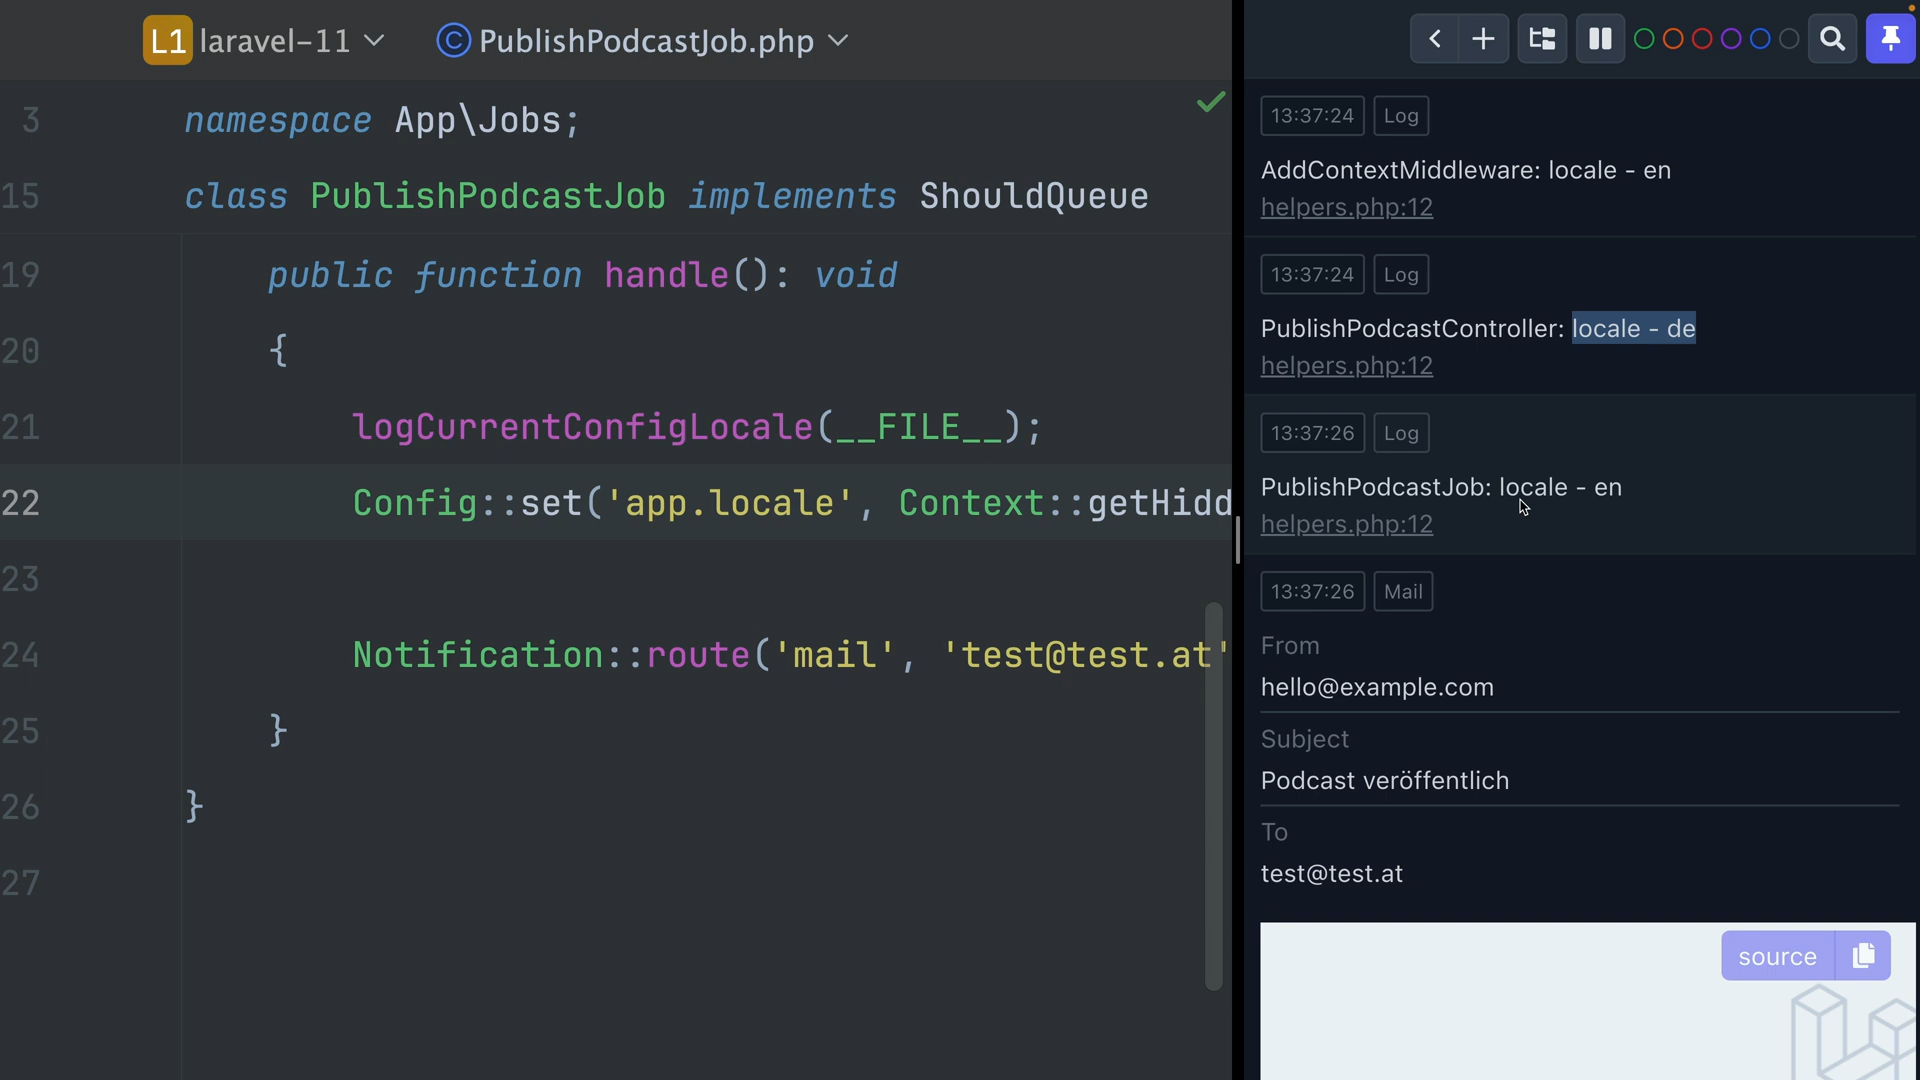 L1 laravel-11 PublishPodcastJob.php
3 namespace App\Jobs;
15 class PublishPodcastJob implements ShouldQueue
19 public function handle(): void
20 {
21 logCurrentConfigLocale(__FILE__);
22 Config::set('app.locale', Context::getHidd
23
24 Notification::route('mail', 'test@test.at'
25 }
26 }
27
13:37:24 Log
AddContextMiddleware: locale - en
helpers.php:12
13:37:24 Log
PublishPodcastController: locale - de
helpers.php:12
13:37:26 Log
PublishPodcastJob: locale - en
helpers.php:12
13:37:26 Mail
From
hello@example.com
Subject
Podcast veröffentlich
To
test@test.at
source